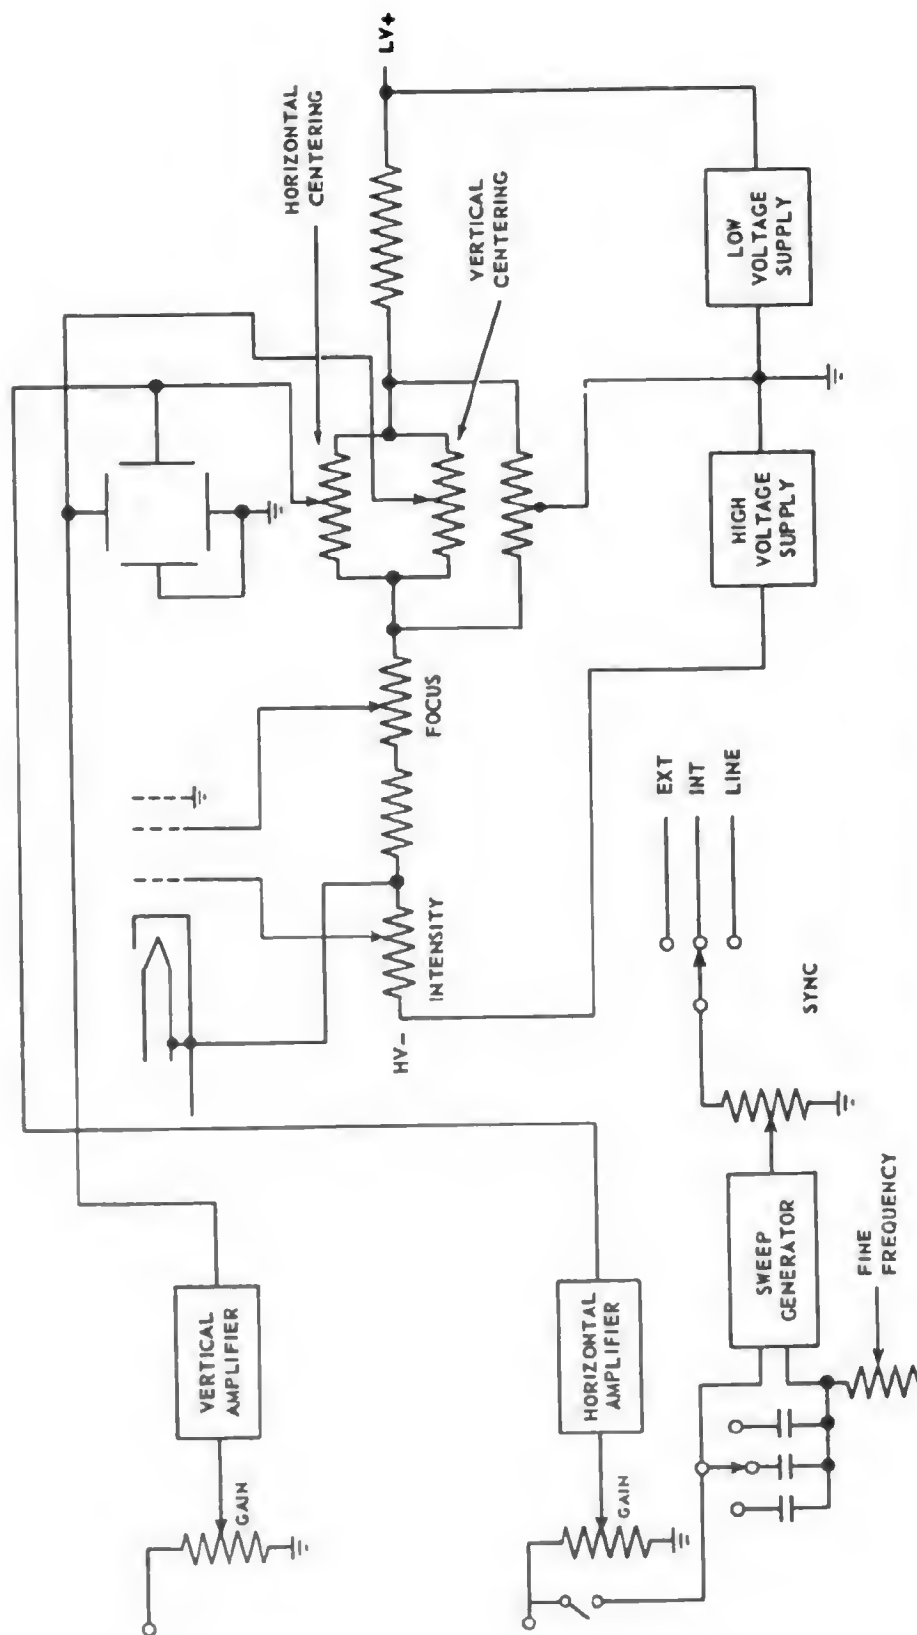 VERTICAL
AMPLIFIER
GAIN
HORIZONTAL
AMPLIFIER
GAIN
SWEEP
GENERATOR
FINE
FREQUENCY
SYNC
EXT
INT
LINE
HV-
INTENSITY
FOCUS
HORIZONTAL
CENTERING
VERTICAL
CENTERING
LV+
HIGH
VOLTAGE
SUPPLY
LOW
VOLTAGE
SUPPLY